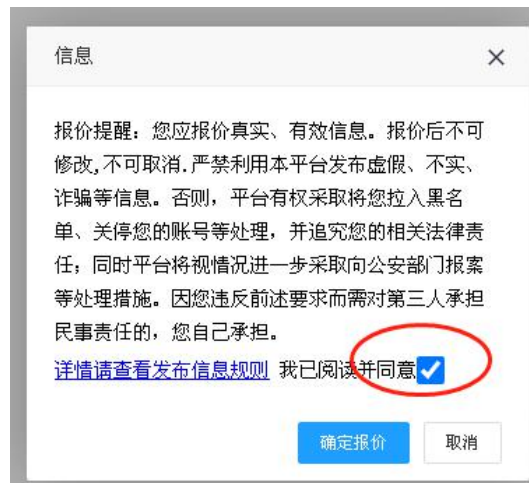 信息
报价提醒：您应报价真实、有效信息。报价后不可
修改,不可取消.严禁利用本平台发布虚假、不实、
诈骗等信息。否则，平台有权采取将您拉入黑名
单、关停您的账号等处理，并追究您的相关法律责
任；同时平台将视情况进一步采取向公安部门报案
等处理措施。因您违反前述要求而需对第三人承担
民事责任的，您自己承担。
详情请查看发布信息规则 我已阅读并同意
确定报价 取消